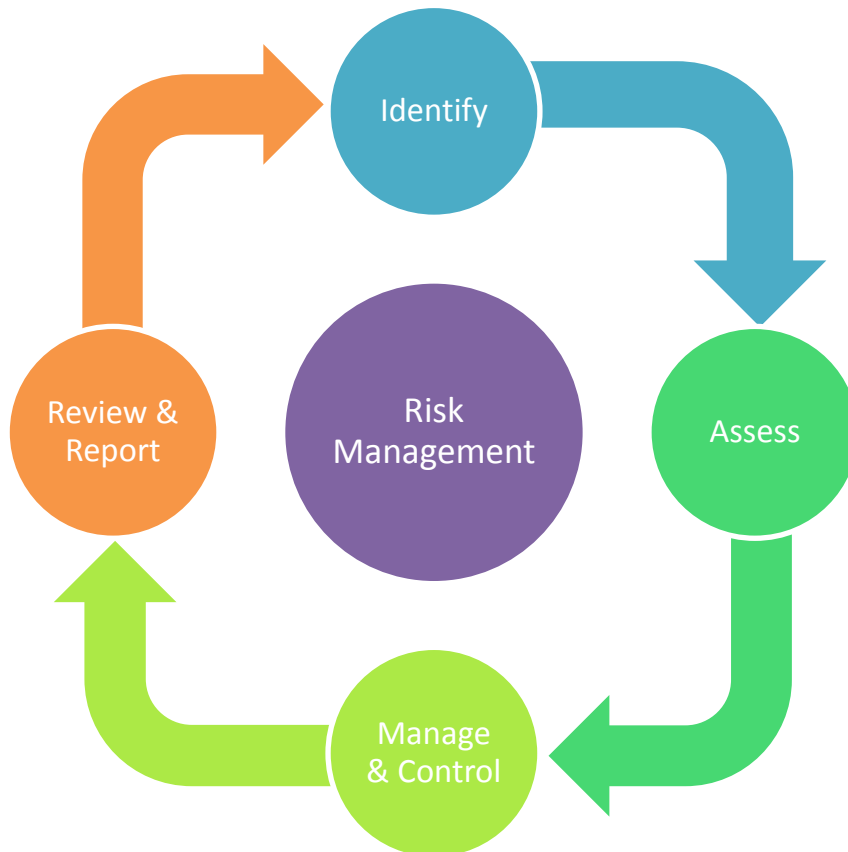 Identify
Assess
Manage
& Control
Review &
Report
Risk
Management